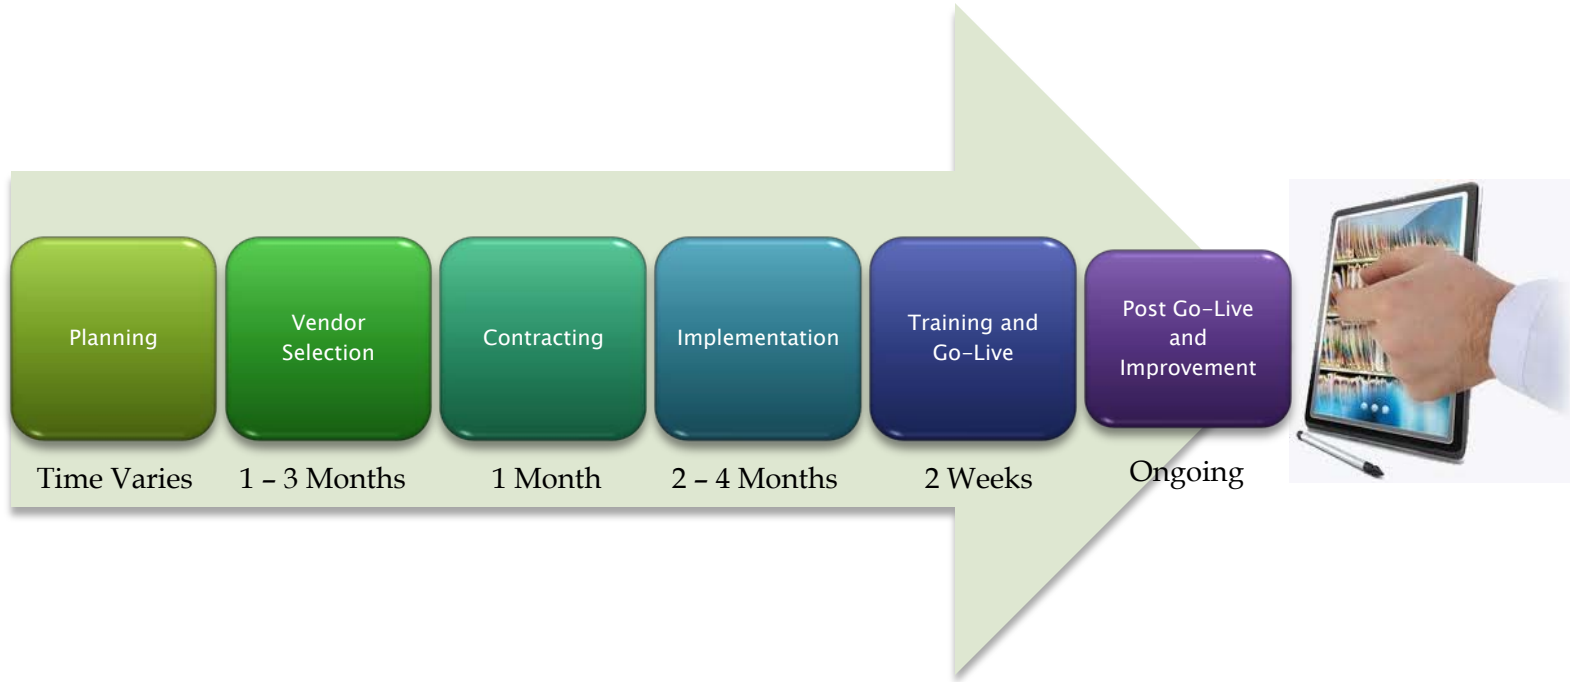 Planning
Vendor
Selection
Contracting
Implementation
Training and
Go-Live
Post Go-Live
and
Improvement
Time Varies
1 – 3 Months
1 Month
2 – 4 Months
2 Weeks
Ongoing